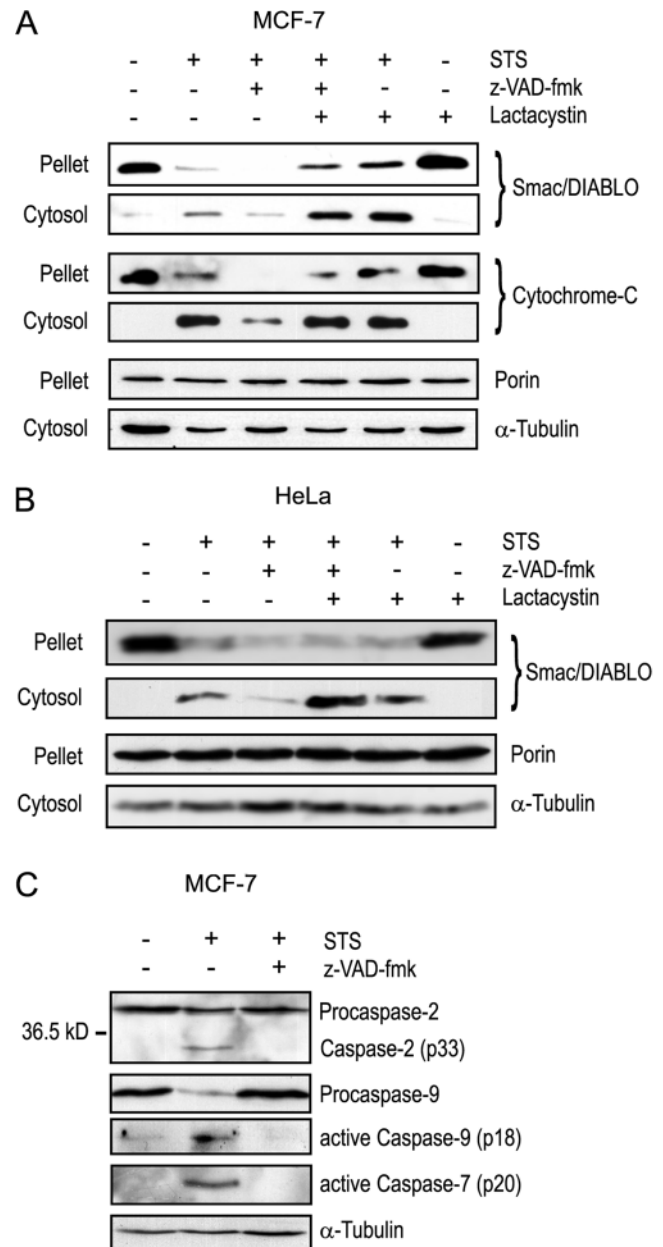 A
MCF-7
- + + + + - STS
- - + + - - z-VAD-fmk
- - - + + + Lactacystin
Pellet
Smac/DIABLO
Cytosol
Pellet
Cytochrome-C
Cytosol
Pellet Porin
Cytosol α-Tubulin
B
HeLa
- + + + + - STS
- - + + - - z-VAD-fmk
- - - + + + Lactacystin
Pellet
Smac/DIABLO
Cytosol
Pellet Porin
Cytosol α-Tubulin
C
MCF-7
- + + STS
- - + z-VAD-fmk
Procaspase-2
36.5 kD
Caspase-2 (p33)
Procaspase-9
active Caspase-9 (p18)
active Caspase-7 (p20)
α-Tubulin